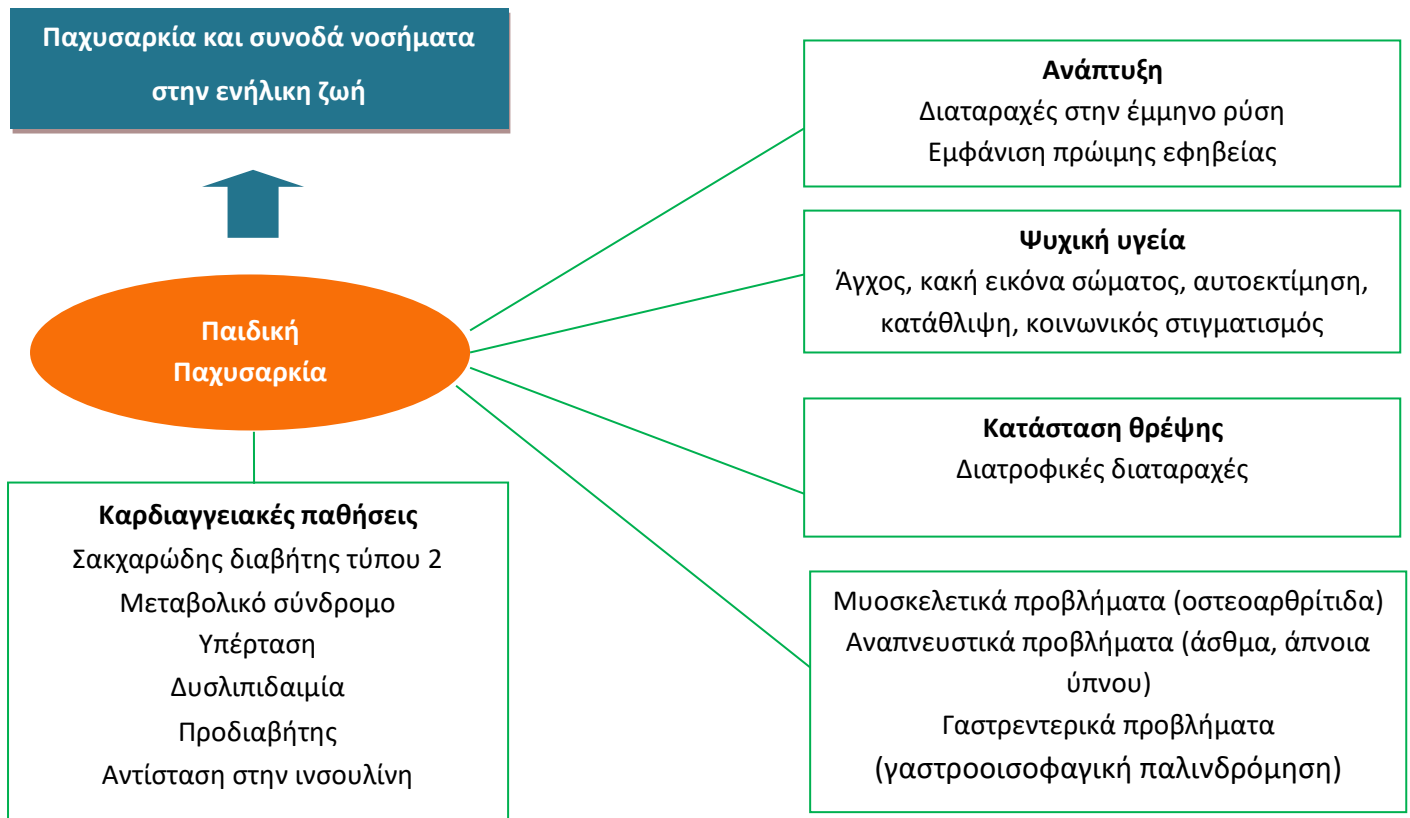 Παχυσαρκία και συνοδά νοσήματα
στην ενήλικη ζωή
Παιδική
Παχυσαρκία
Καρδιαγγειακές παθήσεις
Σακχαρώδης διαβήτης τύπου 2
Μεταβολικό σύνδρομο
Υπέρταση
Δυσλιπιδαιμία
Προδιαβήτης
Αντίσταση στην ινσουλίνη
Ανάπτυξη
Διαταραχές στην έμμηνο ρύση
Εμφάνιση πρώιμης εφηβείας
Ψυχική υγεία
Άγχος, κακή εικόνα σώματος, αυτοεκτίμηση,
κατάθλιψη, κοινωνικός στιγματισμός
Κατάσταση θρέψης
Διατροφικές διαταραχές
Μυοσκελετικά προβλήματα (οστεοαρθρίτιδα)
Αναπνευστικά προβλήματα (άσθμα, άπνοια
ύπνου)
Γαστρεντερικά προβλήματα
(γαστροοισοφαγική παλινδρόμηση)